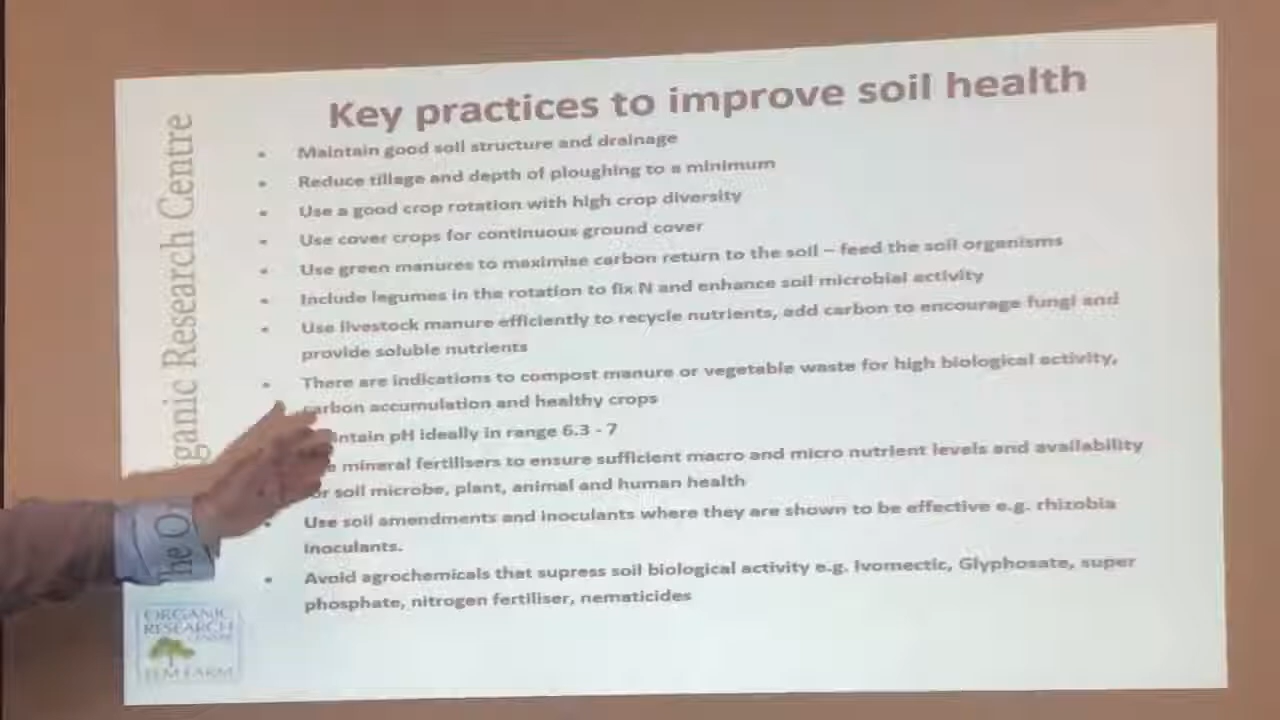 Key practices to improve soil health
• Maintain good soil structure and drainage
• Reduce tillage and depth of ploughing to a minimum
• Use a good crop rotation with high crop diversity
• Use cover crops for continuous ground cover
• Use green manures to maximise carbon return to the soil – feed the soil organisms
• Include legumes in the rotation to fix N and enhance soil microbial activity
• Use livestock manure efficiently to recycle nutrients, add carbon to encourage fungi and
provide soluble nutrients
• There are indications to compost manure or vegetable waste for high biological activity,
carbon accumulation and healthy crops
ntain pH ideally in range 6.3 - 7
mineral fertilisers to ensure sufficient macro and micro nutrient levels and availability
or soil microbe, plant, animal and human health
• Use soil amendments and inoculants where they are shown to be effective e.g. rhizobia
inoculants.
• Avoid agrochemicals that supress soil biological activity e.g. Ivomectic, Glyphosate, super
phosphate, nitrogen fertiliser, nematicides
The O rganic Research Centre
ORGANIC
RESEARCH
CENTRE
ELM FARM